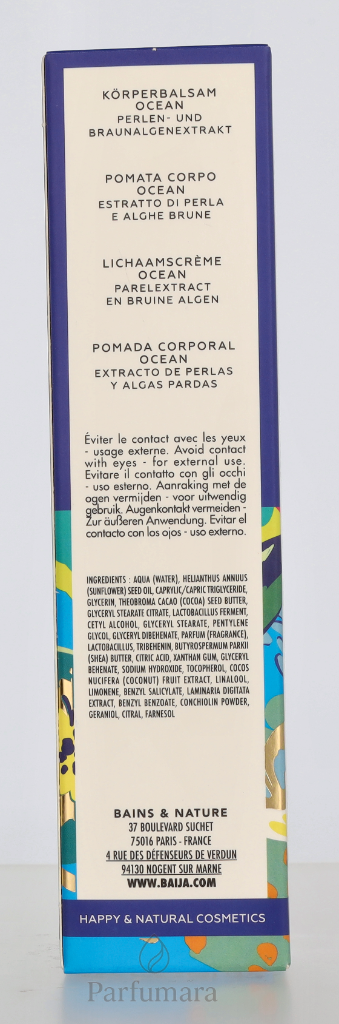 KÖRPERBALSAM
OCEAN
PERLEN- UND
BRAUNALGENEXTRAKT
POMATA CORPO
OCEAN
ESTRATTO DI PERLA
E ALGHE BRUNE
LICHAAMSCRÈME
OCEAN
PARELEXTRACT
EN BRUINE ALGEN
POMADA CORPORAL
OCEAN
EXTRACTO DE PERLAS
Y ALGAS PARDAS
Éviter le contact avec les yeux
- usage externe. Avoid contact
with eyes - for external use.
Evitare il contatto con gli occhi
- uso esterno. Aanraking met de
ogen vermijden - voor uitwendig
gebruik. Augenkontakt vermeiden -
Zur äußeren Anwendung. Evitar el
contacto con los ojos - uso externo.
INGREDIENTS : AQUA (WATER), HELIANTHUS ANNUUS
(SUNFLOWER) SEED OIL, CAPRYLIC/CAPRIC TRIGLYCERIDE,
GLYCERIN, THEOBROMA CACAO (COCOA) SEED BUTTER,
GLYCERYL STEARATE CITRATE, LACTOBACILLUS FERMENT,
CETYL ALCOHOL, GLYCERYL STEARATE, PENTYLENE
GLYCOL, GLYCERYL DIBEHENATE, PARFUM (FRAGRANCE),
LACTOBACILLUS, TRIBEHENIN, BUTYROSPERMUM PARKII
(SHEA) BUTTER, CITRIC ACID, XANTHAN GUM, GLYCERYL
BEHENATE, SODIUM HYDROXIDE, TOCOPHEROL, COCOS
NUCIFERA (COCONUT) FRUIT EXTRACT, LINALOOL,
LIMONENE, BENZYL SALICYLATE, LAMINARIA DIGITATA
EXTRACT, BENZYL BENZOATE, CONCHIOLIN POWDER,
GERANIOL, CITRAL, FARNESOL
BAINS & NATURE
37 BOULEVARD SUCHET
75016 PARIS - FRANCE
4 RUE DES DÉFENSEURS DE VERDUN
94130 NOGENT SUR MARNE
WWW.BAIJA.COM
HAPPY & NATURAL COSMETICS
Parfumara